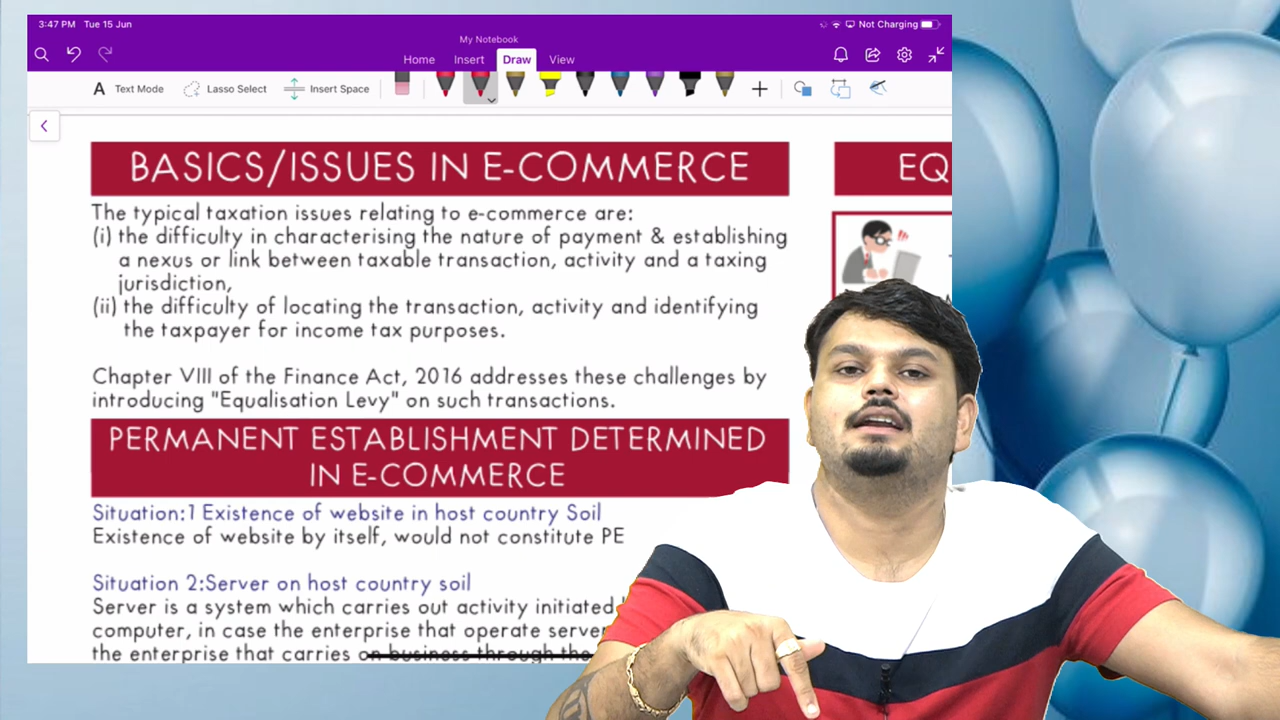 3:47 PM Tue 15 Jun
Not Charging
My Notebook
Home Insert Draw View
A Text Mode Lasso Select Insert Space
BASICS/ISSUES IN E-COMMERCE
EQ
The typical taxation issues relating to e-commerce are:
(i) the difficulty in characterising the nature of payment & establishing
a nexus or link between taxable transaction, activity and a taxing
jurisdiction,
(ii) the difficulty of locating the transaction, activity and identifying
the taxpayer for income tax purposes.
Chapter VIII of the Finance Act, 2016 addresses these challenges by
introducing "Equalisation Levy" on such transactions.
PERMANENT ESTABLISHMENT DETERMINED
IN E-COMMERCE
Situation:1 Existence of website in host country Soil
Existence of website by itself, would not constitute PE
Situation 2:Server on host country soil
Server is a system which carries out activity initiated
computer, in case the enterprise that operate server
the enterprise that carries on business through the